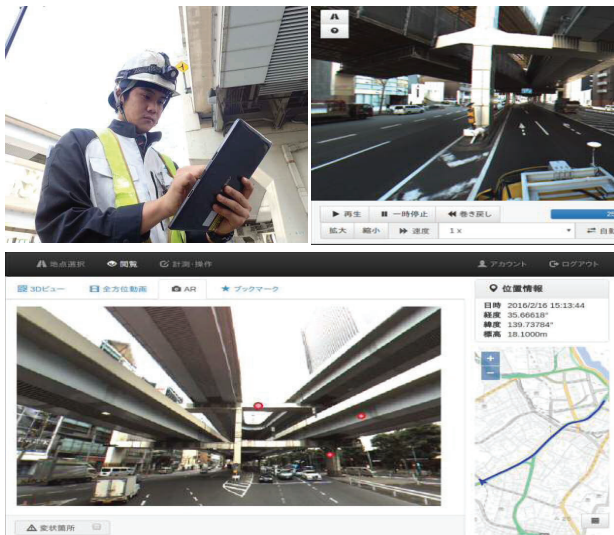 再生
一時停止
巻き戻し
拡大
縮小
速度
1 x
地点選択
閲覧
計測・操作
アカウント
ログアウト
3Dビュー
全方位動画
AR
ブックマーク
位置情報
日時 2016/2/16 15:13:44
経度 35.66618°
緯度 139.73784°
標高 18.1000m
変状箇所